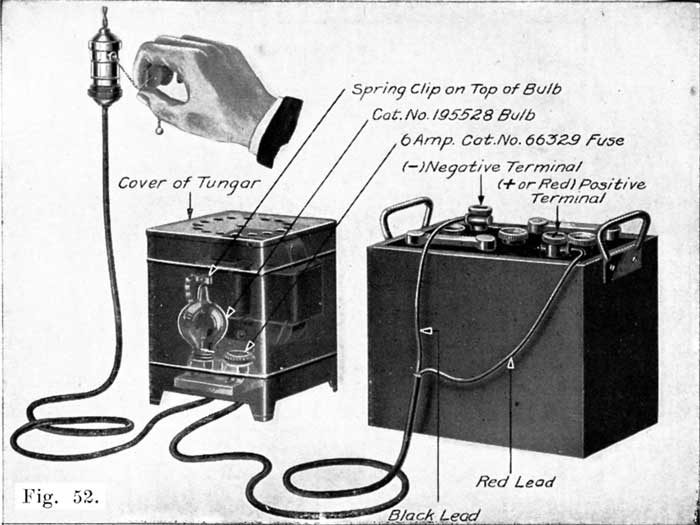 Spring Clip on Top of Bulb
Cat. No. 195528 Bulb
6 Amp. Cat. No. 66329 Fuse
(-) Negative Terminal
(+ or Red) Positive
Terminal
Cover of Tungar
Red Lead
Black Lead
Fig. 52.